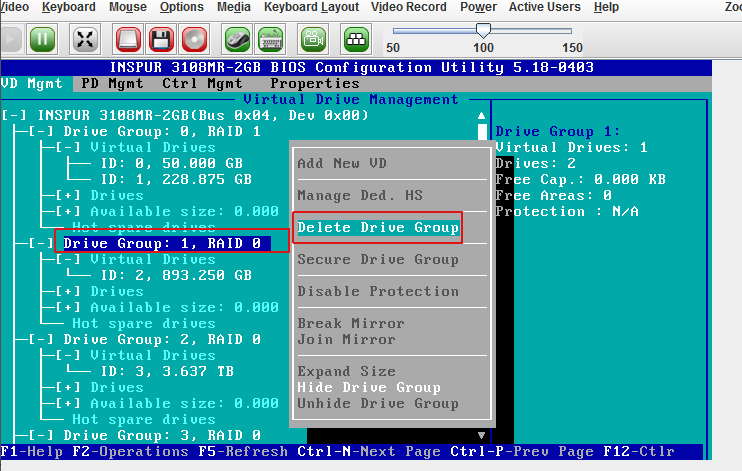 Video Keyboard Mouse Options Media Keyboard Layout Video Record Power Active Users Help Zoo
50 100 150
INSPUR 3108MR-2GB BIOS Configuration Utility 5.18-0403
VD Mgmt PD Mgmt Ctrl Mgmt Properties
Virtual Drive Management
[-] INSPUR 3108MR-2GB(Bus 0x04, Dev 0x00)
[-] Drive Group: 0, RAID 1
[-] Virtual Drives
ID: 0, 50.000 GB
ID: 1, 228.875 GB
[+] Drives
[+] Available size: 0.000
Hot spare drives
[-] Drive Group: 1, RAID 0
[-] Virtual Drives
ID: 2, 893.250 GB
[+] Drives
[+] Available size: 0.000
Hot spare drives
[-] Drive Group: 2, RAID 0
[-] Virtual Drives
ID: 3, 3.637 TB
[+] Drives
[+] Available size: 0.000
Hot spare drives
[-] Drive Group: 3, RAID 0
Add New VD
Manage Ded. HS
Delete Drive Group
Secure Drive Group
Disable Protection
Break Mirror
Join Mirror
Expand Size
Hide Drive Group
Unhide Drive Group
Drive Group 1:
Virtual Drives: 1
Drives: 2
Free Cap.: 0.000 KB
Free Areas: 0
Protection : N/A
F1-Help F2-Operations F5-Refresh Ctrl-N-Next Page Ctrl-P-Prev Page F12-Ctlr